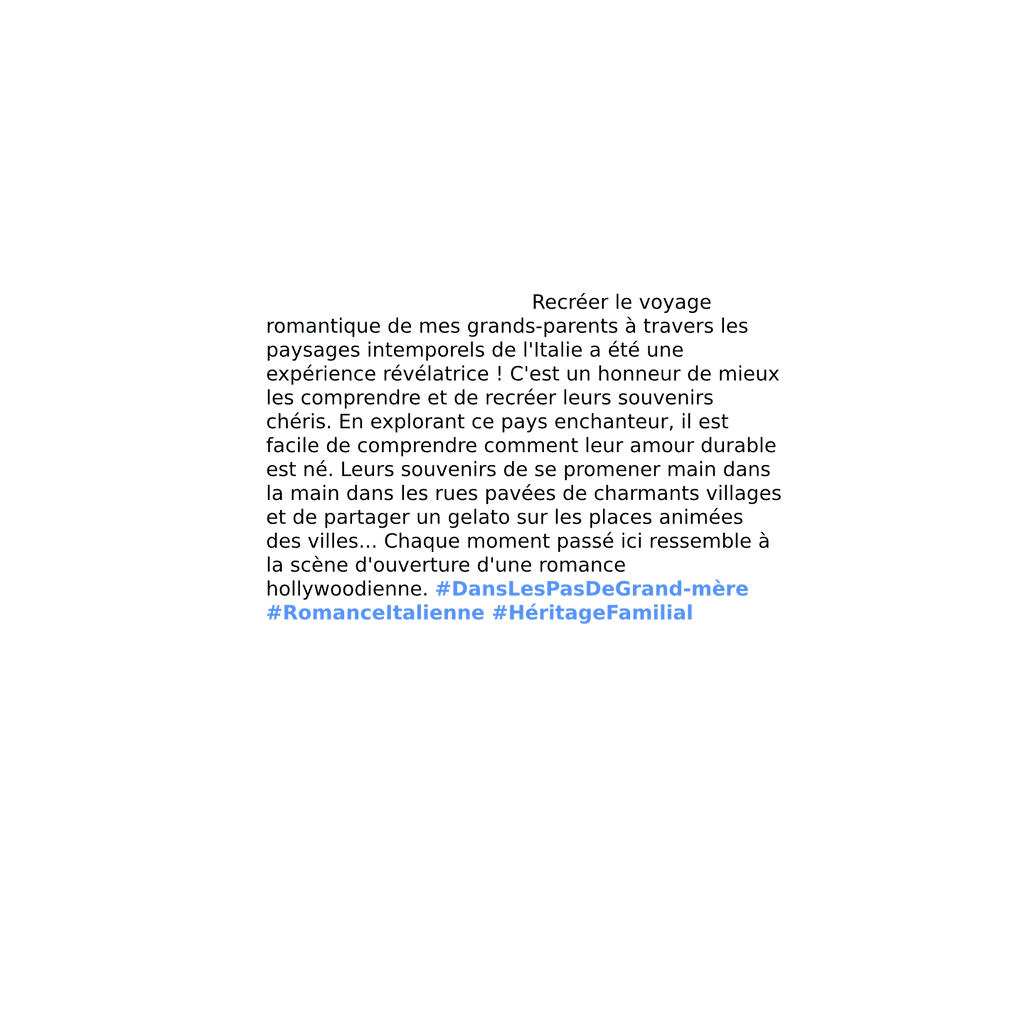 Recréer le voyage
romantique de mes grands-parents à travers les
paysages intemporels de l'Italie a été une
expérience révélatrice ! C'est un honneur de mieux
les comprendre et de recréer leurs souvenirs
chéris. En explorant ce pays enchanteur, il est
facile de comprendre comment leur amour durable
est né. Leurs souvenirs de se promener main dans
la main dans les rues pavées de charmants villages
et de partager un gelato sur les places animées
des villes... Chaque moment passé ici ressemble à
la scène d'ouverture d'une romance
hollywoodienne. #DansLesPasDeGrand-mère
#RomanceItalienne #HéritageFamilial